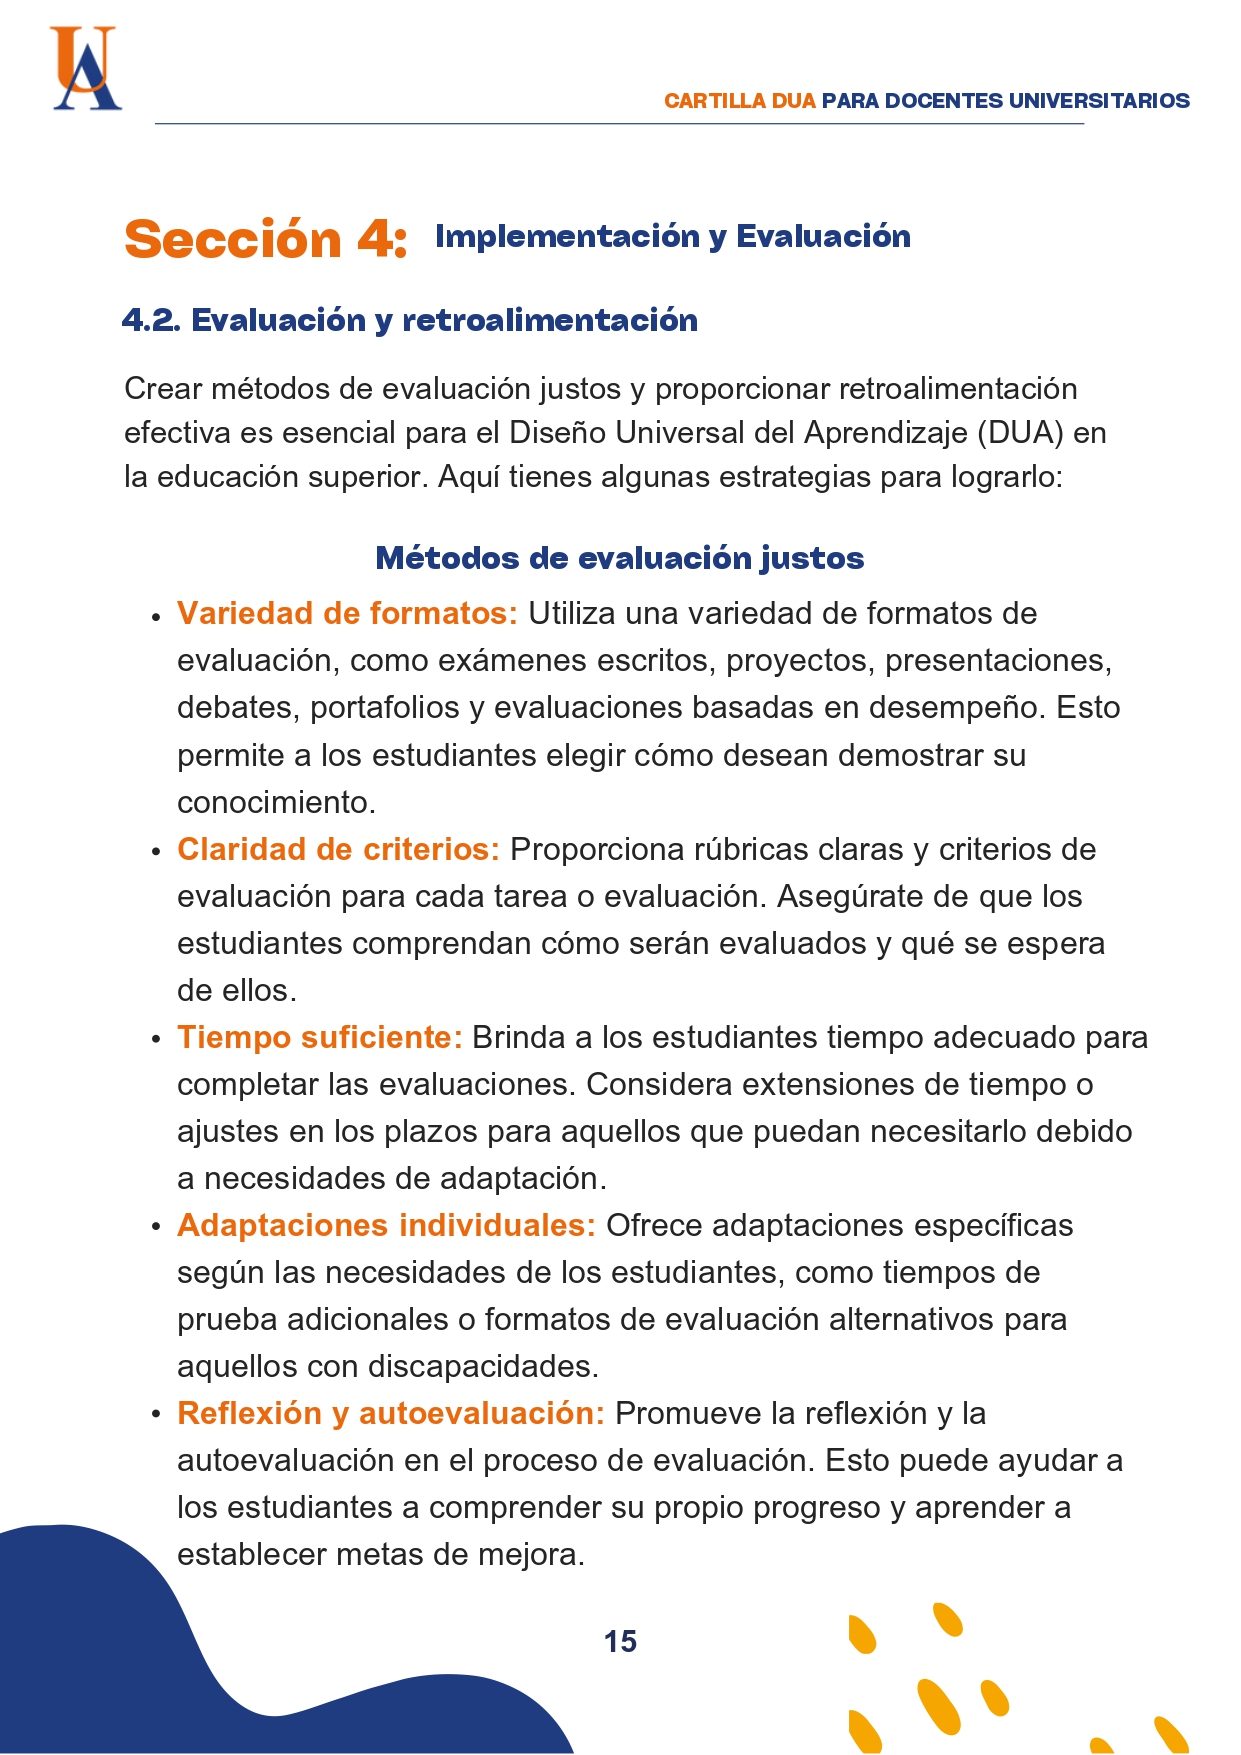 UA
CARTILLA DUA PARA DOCENTES UNIVERSITARIOS
Sección 4: Implementación y Evaluación
4.2. Evaluación y retroalimentación
Crear métodos de evaluación justos y proporcionar retroalimentación
efectiva es esencial para el Diseño Universal del Aprendizaje (DUA) en
la educación superior. Aquí tienes algunas estrategias para lograrlo:
Métodos de evaluación justos
• Variedad de formatos: Utiliza una variedad de formatos de
evaluación, como exámenes escritos, proyectos, presentaciones,
debates, portafolios y evaluaciones basadas en desempeño. Esto
permite a los estudiantes elegir cómo desean demostrar su
conocimiento.
• Claridad de criterios: Proporciona rúbricas claras y criterios de
evaluación para cada tarea o evaluación. Asegúrate de que los
estudiantes comprendan cómo serán evaluados y qué se espera
de ellos.
• Tiempo suficiente: Brinda a los estudiantes tiempo adecuado para
completar las evaluaciones. Considera extensiones de tiempo o
ajustes en los plazos para aquellos que puedan necesitarlo debido
a necesidades de adaptación.
• Adaptaciones individuales: Ofrece adaptaciones específicas
según las necesidades de los estudiantes, como tiempos de
prueba adicionales o formatos de evaluación alternativos para
aquellos con discapacidades.
• Reflexión y autoevaluación: Promueve la reflexión y la
autoevaluación en el proceso de evaluación. Esto puede ayudar a
los estudiantes a comprender su propio progreso y aprender a
establecer metas de mejora.
15